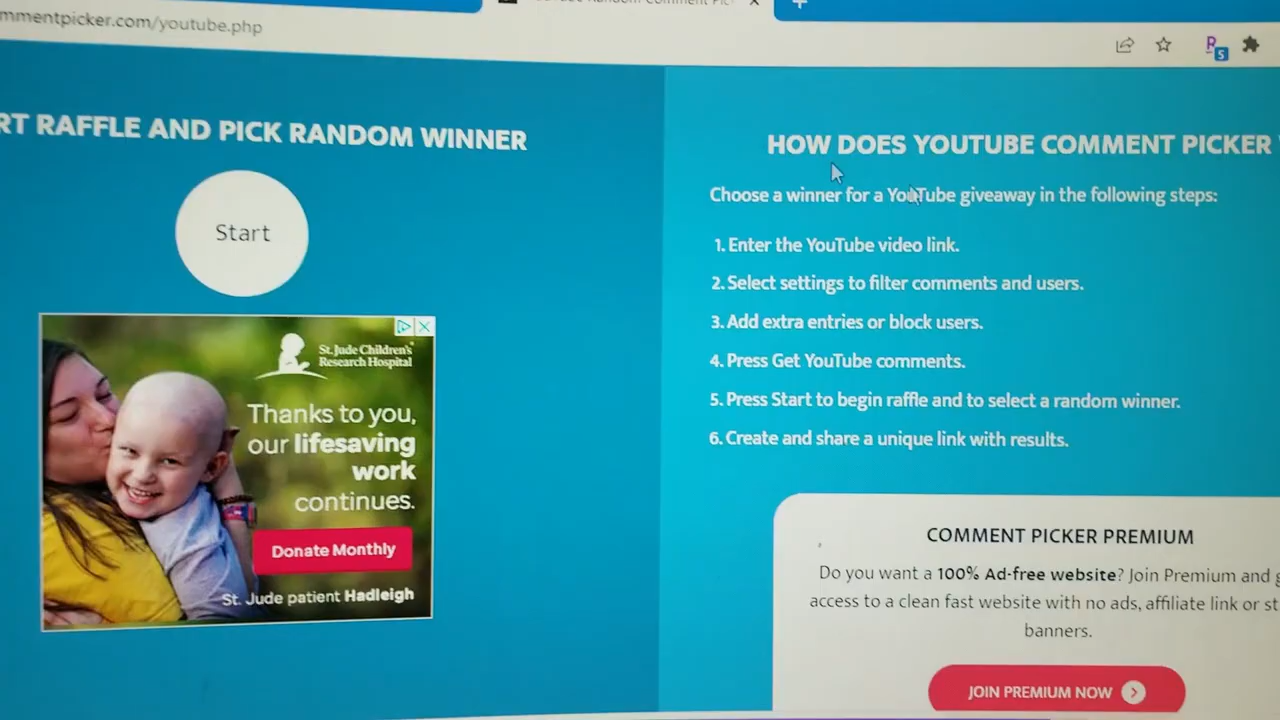 mmentpicker.com/youtube.php
5
RT RAFFLE AND PICK RANDOM WINNER
Start
St. Jude Children's
Research Hospital
Thanks to you,
our lifesaving
work
continues.
Donate Monthly
St. Jude patient Hadleigh
HOW DOES YOUTUBE COMMENT PICKER
Choose a winner for a YouTube giveaway in the following steps:
1. Enter the YouTube video link.
2. Select settings to filter comments and users.
3. Add extra entries or block users.
4. Press Get YouTube comments.
5. Press Start to begin raffle and to select a random winner.
6. Create and share a unique link with results.
COMMENT PICKER PREMIUM
Do you want a 100% Ad-free website? Join Premium and g
access to a clean fast website with no ads, affiliate link or st
banners.
JOIN PREMIUM NOW